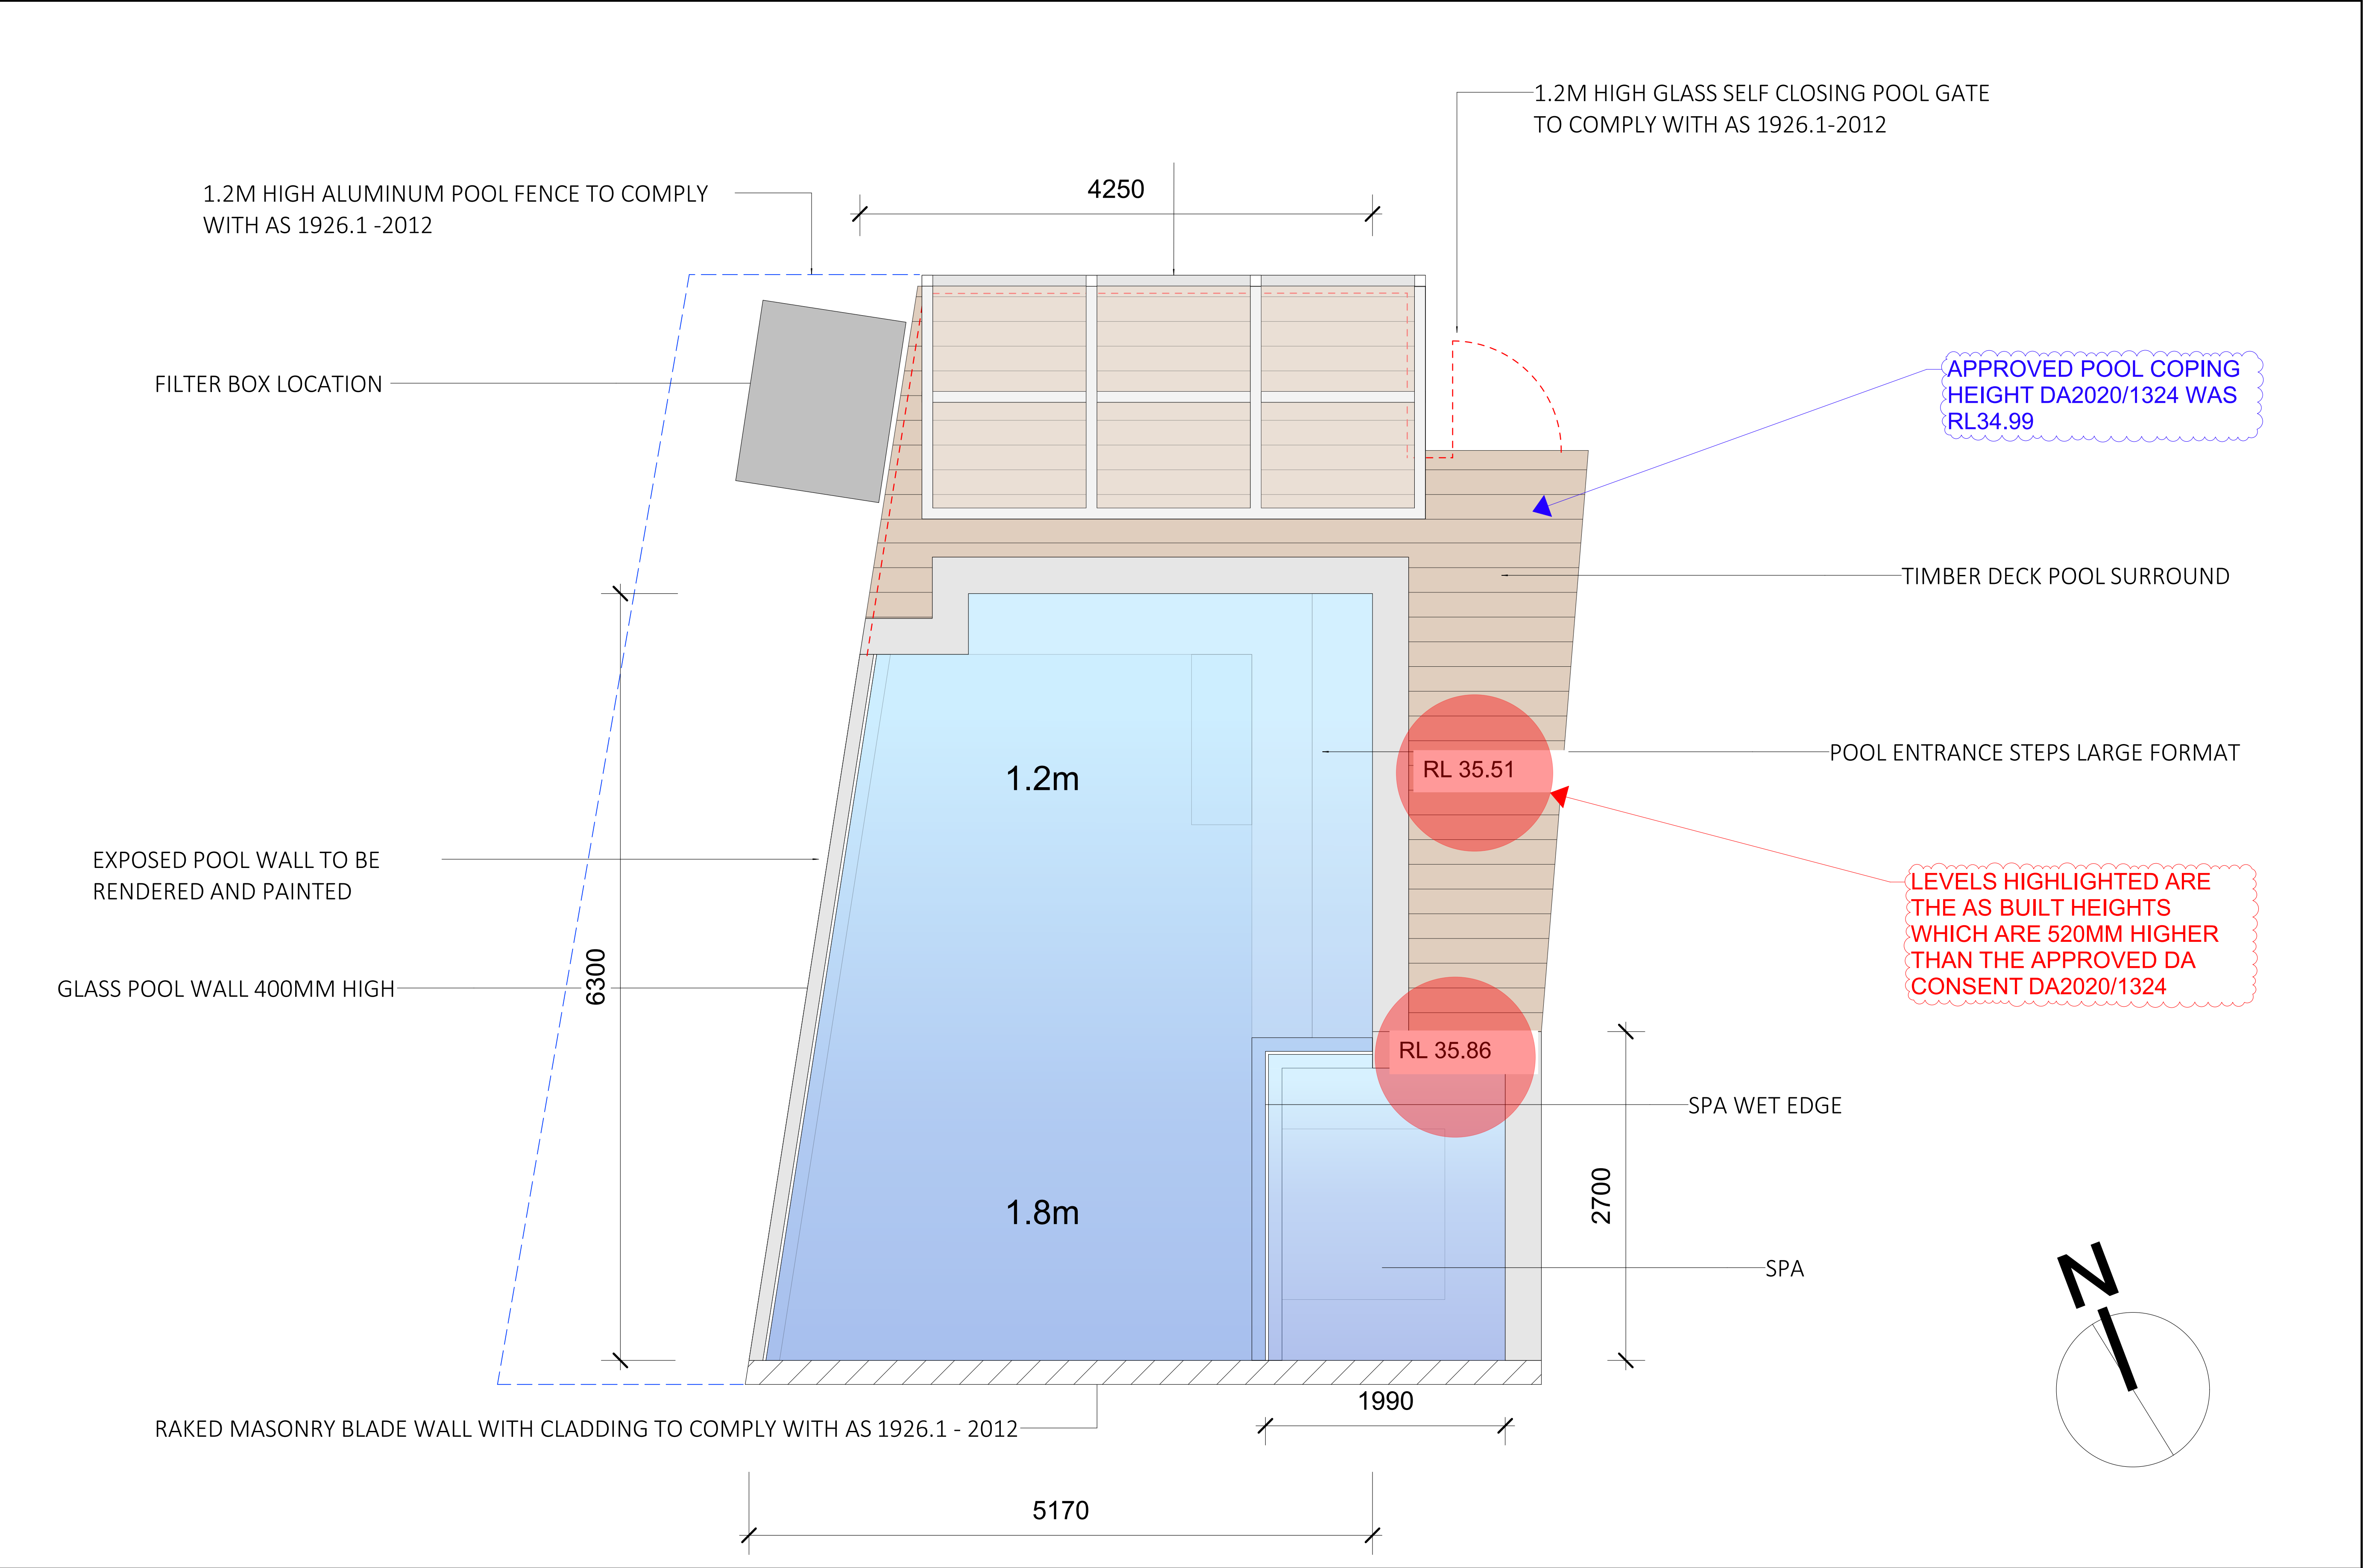 1.2M HIGH GLASS SELF CLOSING POOL GATE
TO COMPLY WITH AS 1926.1-2012
4250
1.2M HIGH ALUMINUM POOL FENCE TO COMPLY
WITH AS 1926.1 -2012
FILTER BOX LOCATION
APPROVED POOL COPING
HEIGHT DA2020/1324 WAS
RL34.99
TIMBER DECK POOL SURROUND
POOL ENTRANCE STEPS LARGE FORMAT
RL 35.51
1.2m
EXPOSED POOL WALL TO BE
RENDERED AND PAINTED
LEVELS HIGHLIGHTED ARE
THE AS BUILT HEIGHTS
WHICH ARE 520MM HIGHER
THAN THE APPROVED DA
CONSENT DA2020/1324
6300
GLASS POOL WALL 400MM HIGH
RL 35.86
SPA WET EDGE
2700
1.8m
SPA
N
1990
RAKED MASONRY BLADE WALL WITH CLADDING TO COMPLY WITH AS 1926.1 - 2012
5170